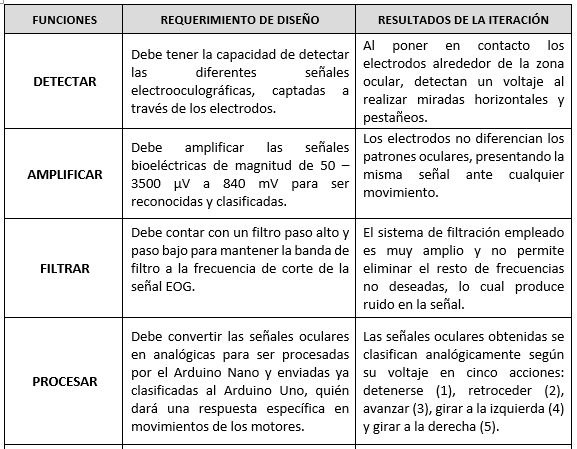 FUNCIONES
REQUERIMIENTO DE DISEÑO
RESULTADOS DE LA ITERACIÓN
DETECTAR
Debe tener la capacidad de detectar
las diferentes señales
electrooculográficas, captadas a
través de los electrodos.
Al poner en contacto los
electrodos alrededor de la zona
ocular, detectan un voltaje al
realizar miradas horizontales y
pestañeos.
AMPLIFICAR
Debe amplificar las señales
bioeléctricas de magnitud de 50 –
3500 µV a 840 mV para ser
reconocidas y clasificadas.
Los electrodos no diferencian los
patrones oculares, presentando la
misma señal ante cualquier
movimiento.
FILTRAR
Debe contar con un filtro paso alto y
paso bajo para mantener la banda de
filtro a la frecuencia de corte de la
señal EOG.
El sistema de filtración empleado
es muy amplio y no permite
eliminar el resto de frecuencias
no deseadas, lo cual produce
ruido en la señal.
PROCESAR
Debe convertir las señales oculares
en analógicas para ser procesadas
por el Arduino Nano y enviadas ya
clasificadas al Arduino Uno, quién
dará una respuesta específica en
movimientos de los motores.
Las señales oculares obtenidas se
clasifican analógicamente según
su voltaje en cinco acciones:
detenerse (1), retroceder (2),
avanzar (3), girar a la izquierda (4)
y girar a la derecha (5).